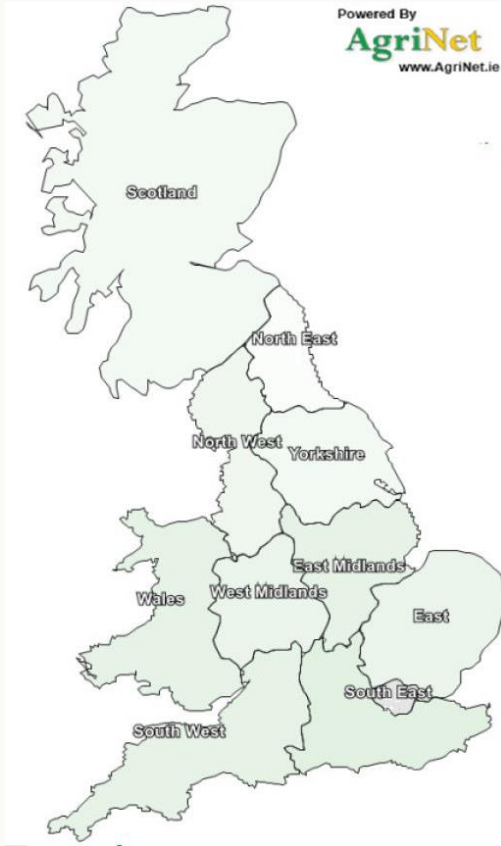 Powered By
AgriNet
www.AgriNet.ie
Scotland
North East
North West
Yorkshire
East Midlands
Wales
West Midlands
East
South East
South West